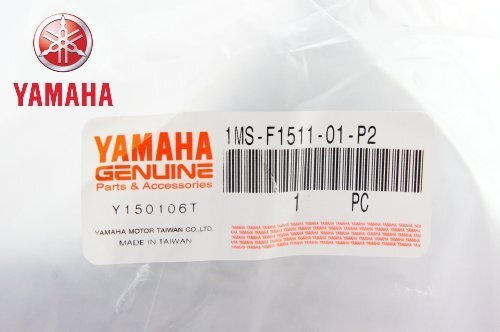 YAMAHA
YAMAHA
GENUINE
Parts & Accessories
Y150106T
YAMAHA MOTOR TAIWAN CO.,LTD.
MADE IN TAIWAN
1MS-F1511-01-P2
1 PC